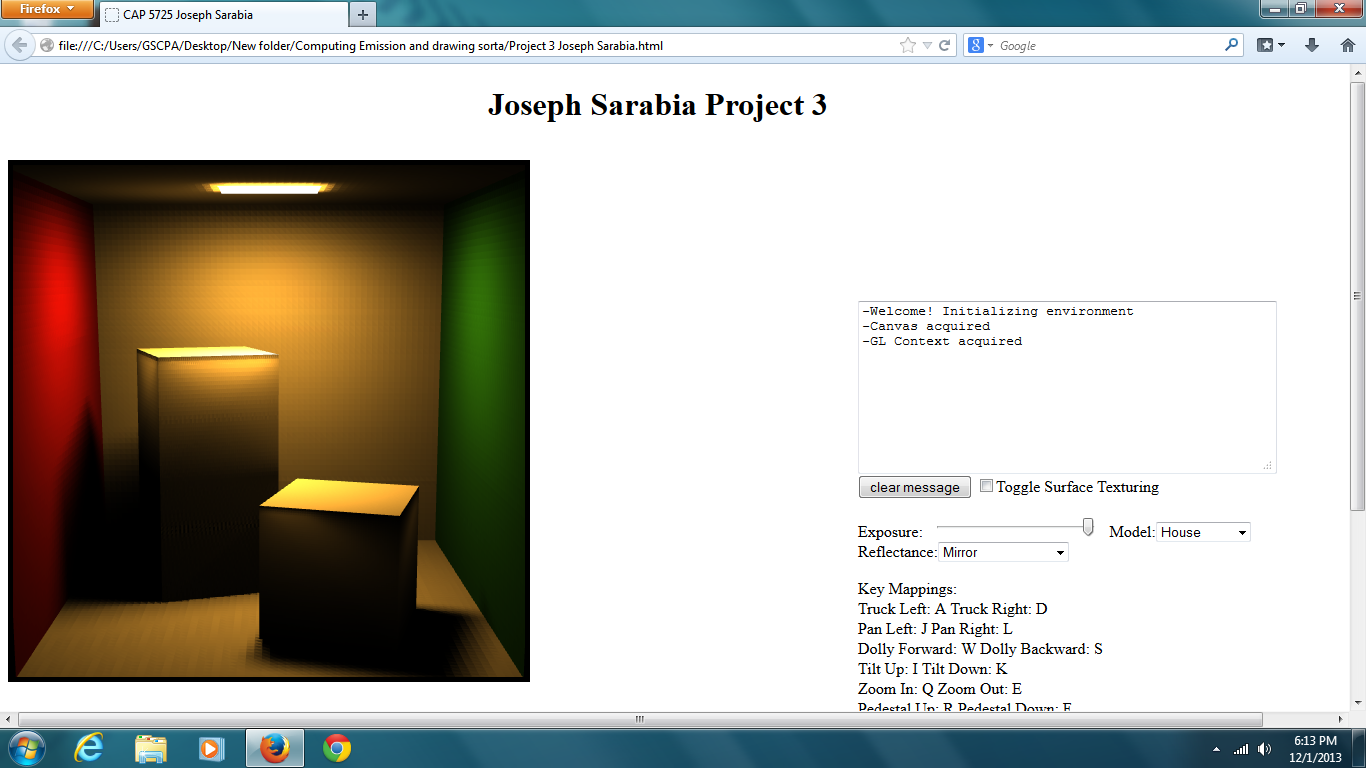 Firefox
CAP 5725 Joseph Sarabia
file:///C:/Users/GSCPA/Desktop/New folder/Computing Emission and drawing sorta/Project 3 Joseph Sarabia.html
Google
Joseph Sarabia Project 3
-Welcome! Initializing environment
-Canvas acquired
-GL Context acquired
clear message
Toggle Surface Texturing
Exposure: Model: House
Reflectance: Mirror
Key Mappings:
Truck Left: A Truck Right: D
Pan Left: J Pan Right: L
Dolly Forward: W Dolly Backward: S
Tilt Up: I Tilt Down: K
Zoom In: Q Zoom Out: E
Pedestal Up: R Pedestal Down: F
6:13 PM
12/1/2013